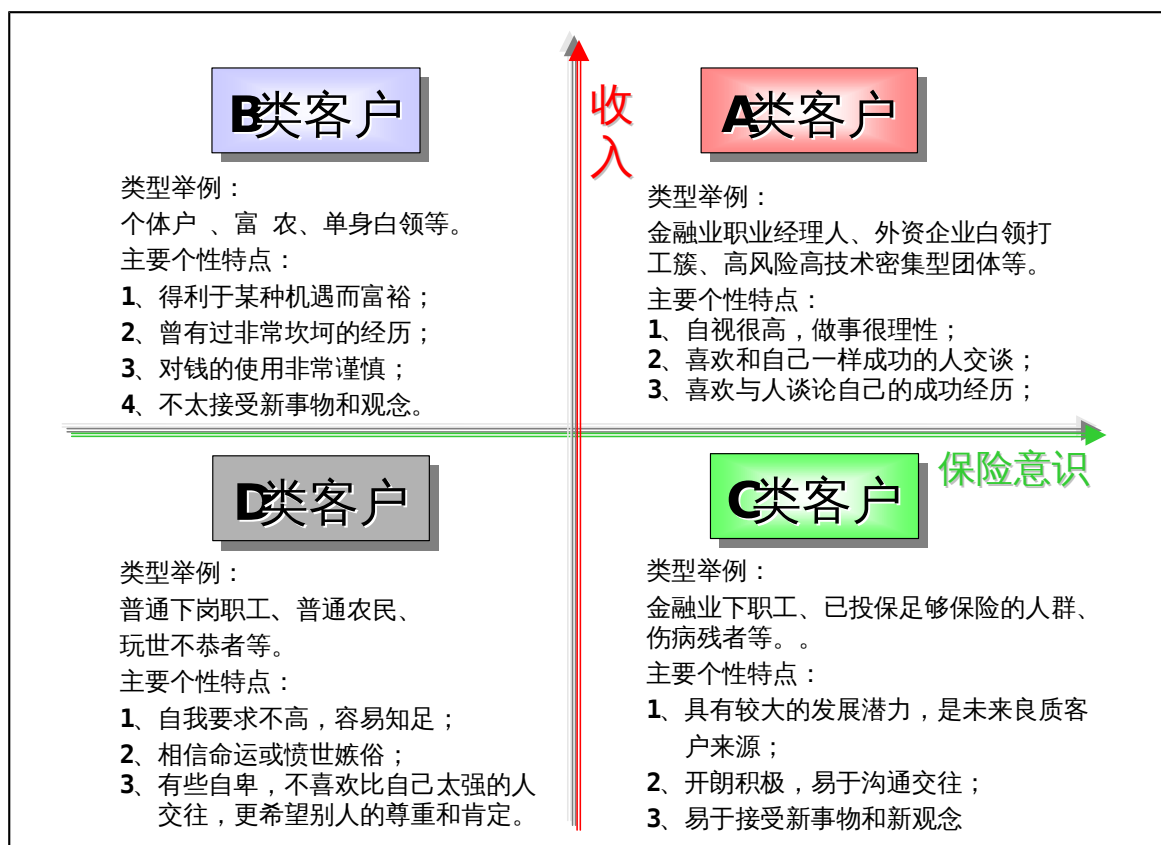 B类客户
类型举例：
个体户 、富 农、单身白领等。
主要个性特点：
1、得利于某种机遇而富裕；
2、曾有过非常坎坷的经历；
3、对钱的使用非常谨慎；
4、不太接受新事物和观念。
收
入
A类客户
类型举例：
金融业职业经理人、外资企业白领打
工簇、高风险高技术密集型团体等。
主要个性特点：
1、自视很高，做事很理性；
2、喜欢和自己一样成功的人交谈；
3、喜欢与人谈论自己的成功经历；
保险意识
D类客户
类型举例：
普通下岗职工、普通农民、
玩世不恭者等。
主要个性特点：
1、自我要求不高，容易知足；
2、相信命运或愤世嫉俗；
3、有些自卑，不喜欢比自己太强的人
交往，更希望别人的尊重和肯定。
C类客户
类型举例：
金融业下职工、已投保足够保险的人群、
伤病残者等。。
主要个性特点：
1、具有较大的发展潜力，是未来良质客
户来源；
2、开朗积极，易于沟通交往；
3、易于接受新事物和新观念